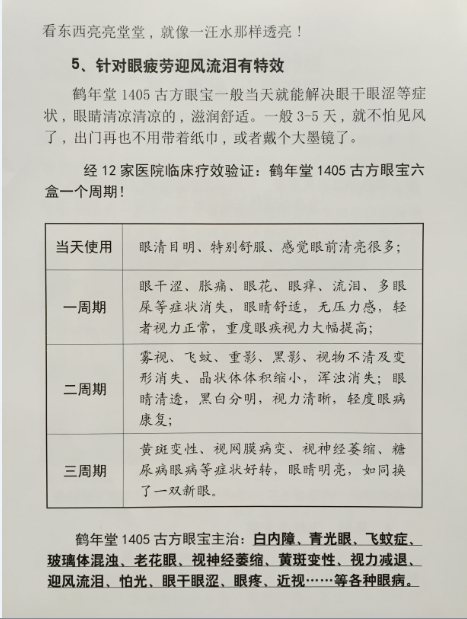 看东西亮亮堂堂，就像一汪水那样透亮！
5、针对眼疲劳迎风流泪有特效
鹤年堂 1405 古方眼宝一般当天就能解决眼干眼涩等症
状，眼睛清凉清凉的，滋润舒适。一般 3-5 天，就不怕见风
了，出门再也不用带着纸巾，或者戴个大墨镜了。
经 12 家医院临床疗效验证：鹤年堂 1405 古方眼宝六
盒一个周期！
当天使用
眼清目明、特别舒服、感觉眼前清亮很多；
一周期
眼干涩、胀痛、眼花、眼痒、流泪、多眼
屎等症状消失，眼睛舒适，无压力感，轻
者视力正常，重度眼疾视力大幅提高；
二周期
雾视、飞蚊、重影、黑影、视物不清及变
形消失、晶状体体积缩小，浑浊消失；眼
睛清透，黑白分明，视力清晰，轻度眼病
康复；
三周期
黄斑变性、视网膜病变、视神经萎缩、糖
尿病眼病等症状好转，眼睛明亮，如同换
了一双新眼。
鹤年堂 1405 古方眼宝主治：白内障、青光眼、飞蚊症、
玻璃体混浊、老花眼、视神经萎缩、黄斑变性、视力减退、
迎风流泪、怕光、眼干眼涩、眼疼、近视……等各种眼病。